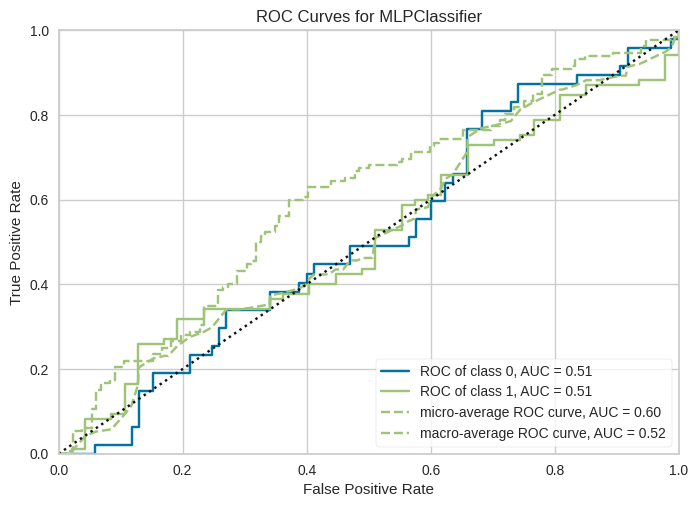 ROC Curves for MLPClassifier
True Positive Rate
1.0
0.8
0.6
0.4
0.2
0.0
ROC of class 0, AUC = 0.51
ROC of class 1, AUC = 0.51
micro-average ROC curve, AUC = 0.60
macro-average ROC curve, AUC = 0.52
0.0 0.2 0.4 0.6 0.8 1.0
False Positive Rate